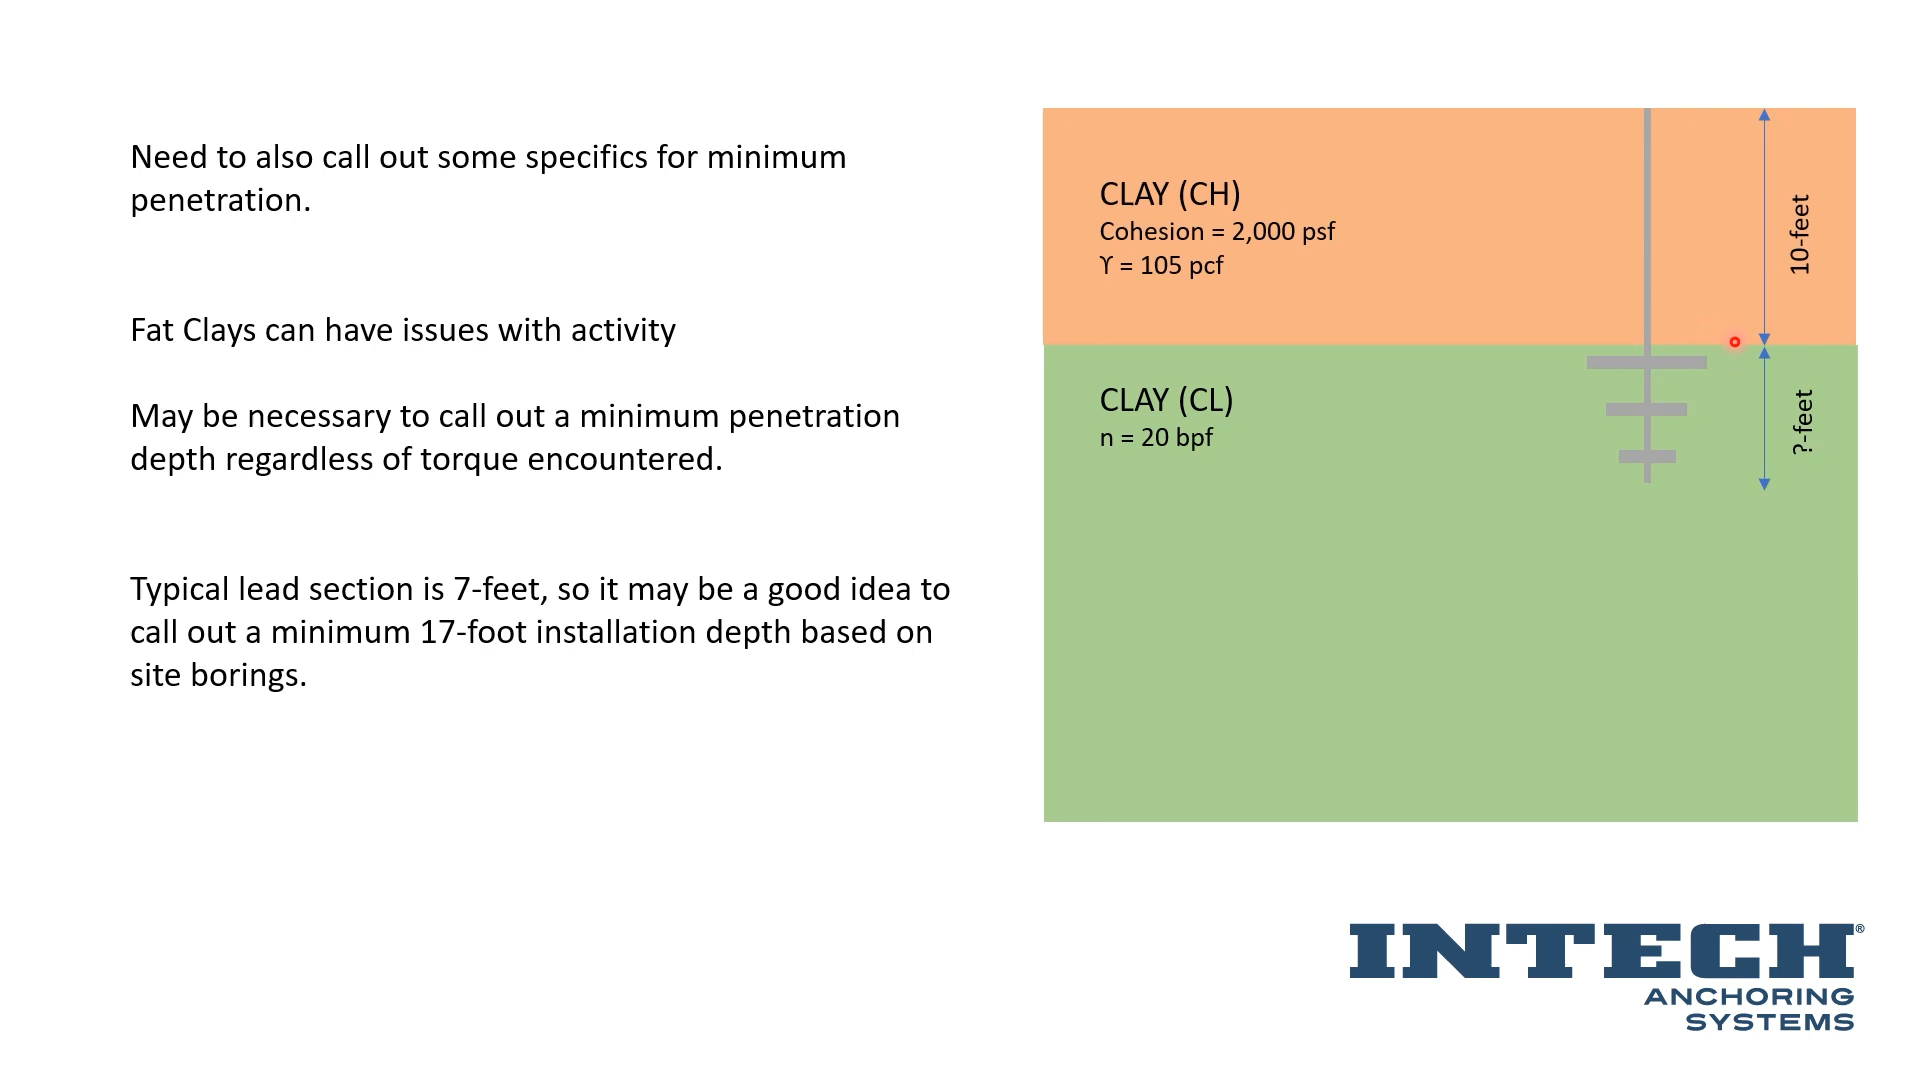 Need to also call out some specifics for minimum
penetration.
Fat Clays can have issues with activity
May be necessary to call out a minimum penetration
depth regardless of torque encountered.
Typical lead section is 7-feet, so it may be a good idea to
call out a minimum 17-foot installation depth based on
site borings.
CLAY (CH)
Cohesion = 2,000 psf
ϒ = 105 pcf
10-feet
CLAY (CL)
n = 20 bpf
?-feet
INTECH®
ANCHORING
SYSTEMS